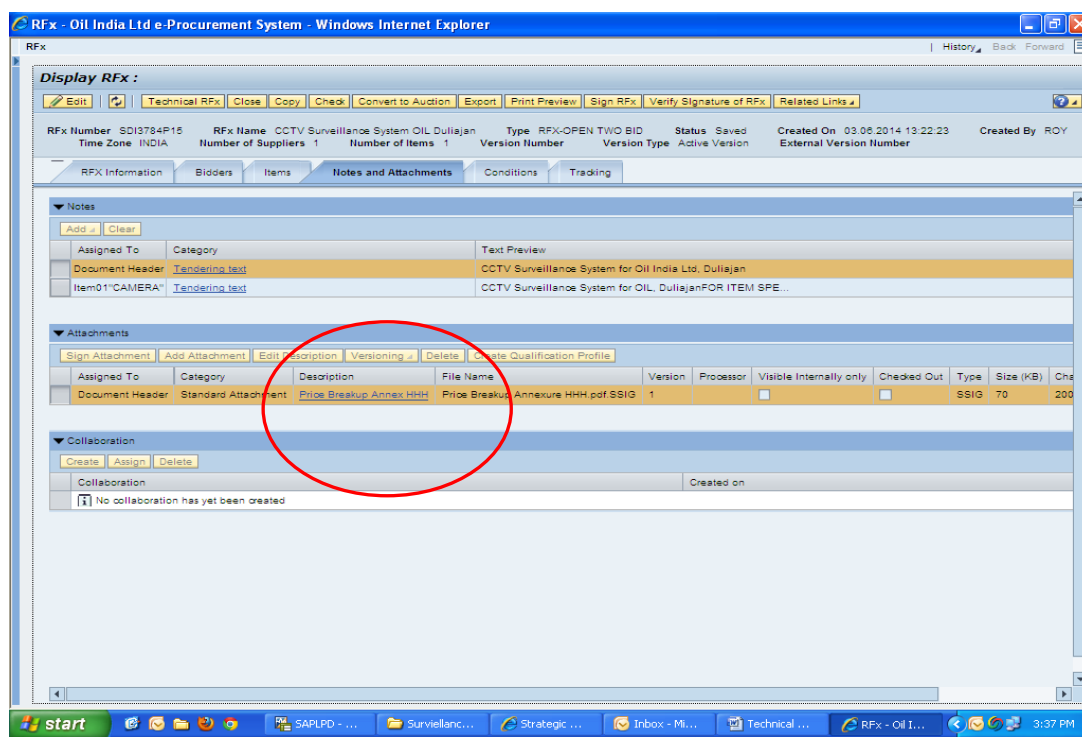 RFx - Oil India Ltd e-Procurement System - Windows Internet Explorer
RFx | History Back Forward
Display RFx :
Edit Technical RFx Close Copy Check Convert to Auction Export Print Preview Sign RFx Verify Signature of RFx Related Links
RFx Number SDI3784P15 RFx Name CCTV Surveillance System OIL Duliajan Type RFX-OPEN TWO BID Status Saved Created On 03.06.2014 13:22:23 Created By ROY
Time Zone INDIA Number of Suppliers 1 Number of Items 1 Version Number Version Type Active Version External Version Number
RFX Information Bidders Items Notes and Attachments Conditions Tracking
Notes
Add Clear
Assigned To Category Text Preview
Document Header Tendering text CCTV Surveillance System for Oil India Ltd, Duliajan
Item01"CAMERA" Tendering text CCTV Surveillance System for OIL, DuliajanFOR ITEM SPE...
Attachments
Sign Attachment Add Attachment Edit Description Versioning Delete Create Qualification Profile
Assigned To Category Description File Name Version Processor Visible Internally only Checked Out Type Size (KB) Cha
Document Header Standard Attachment Price Breakup Annex HHH Price Breakup Annexure HHH.pdf.SSIG 1 SSIG 70 200
Collaboration
Create Assign Delete
Collaboration Created on
No collaboration has yet been created
start SAPLPD - ... Surviellanc... Strategic ... Inbox - Mi... Technical ... RFx - Oil I... 3:37 PM